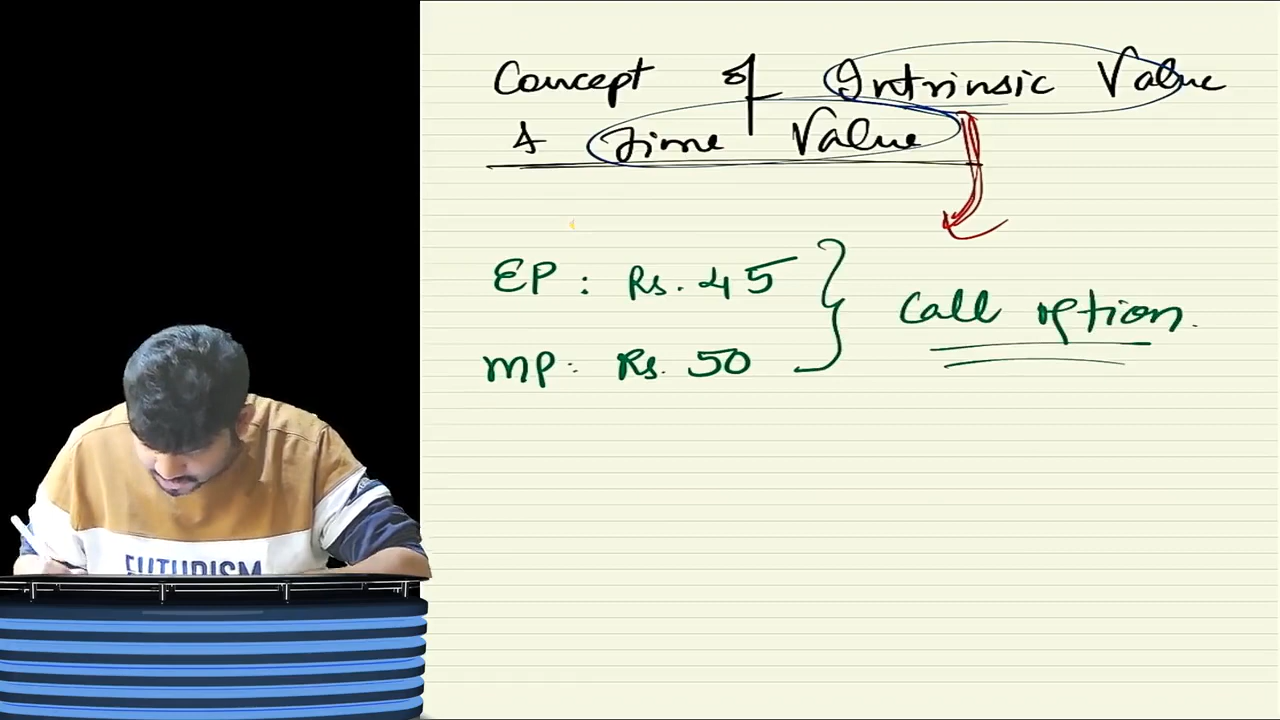 Concept of Intrinsic Value
& Time Value
EP : Rs. 45
MP : Rs. 50
Call option.
FUTURISM